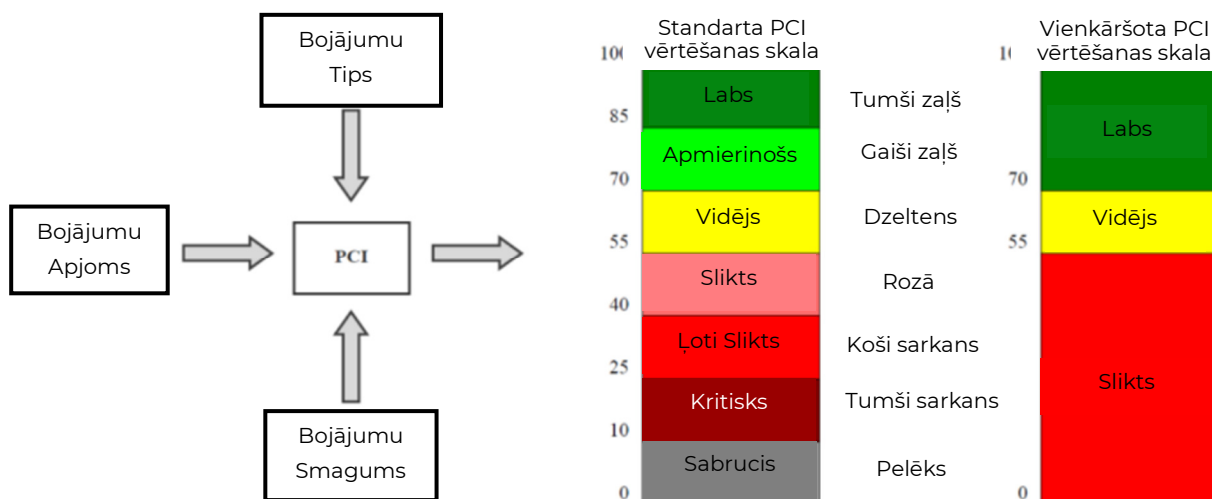 Bojājumu
Tips
Bojājumu
Apjoms
PCI
Bojājumu
Smagums
Standarta PCI
vērtēšanas skala
Labs
Tumši zaļš
85
Apmierinošs
Gaiši zaļš
70
Vidējs
Dzeltens
55
Slikts
Rozā
40
Ļoti Slikts
Koši sarkans
25
Kritisks
Tumši sarkans
10
Sabrucis
Pelēks
0
Vienkāršota PCI
vērtēšanas skala
Labs
70
Vidējs
55
Slikts
0